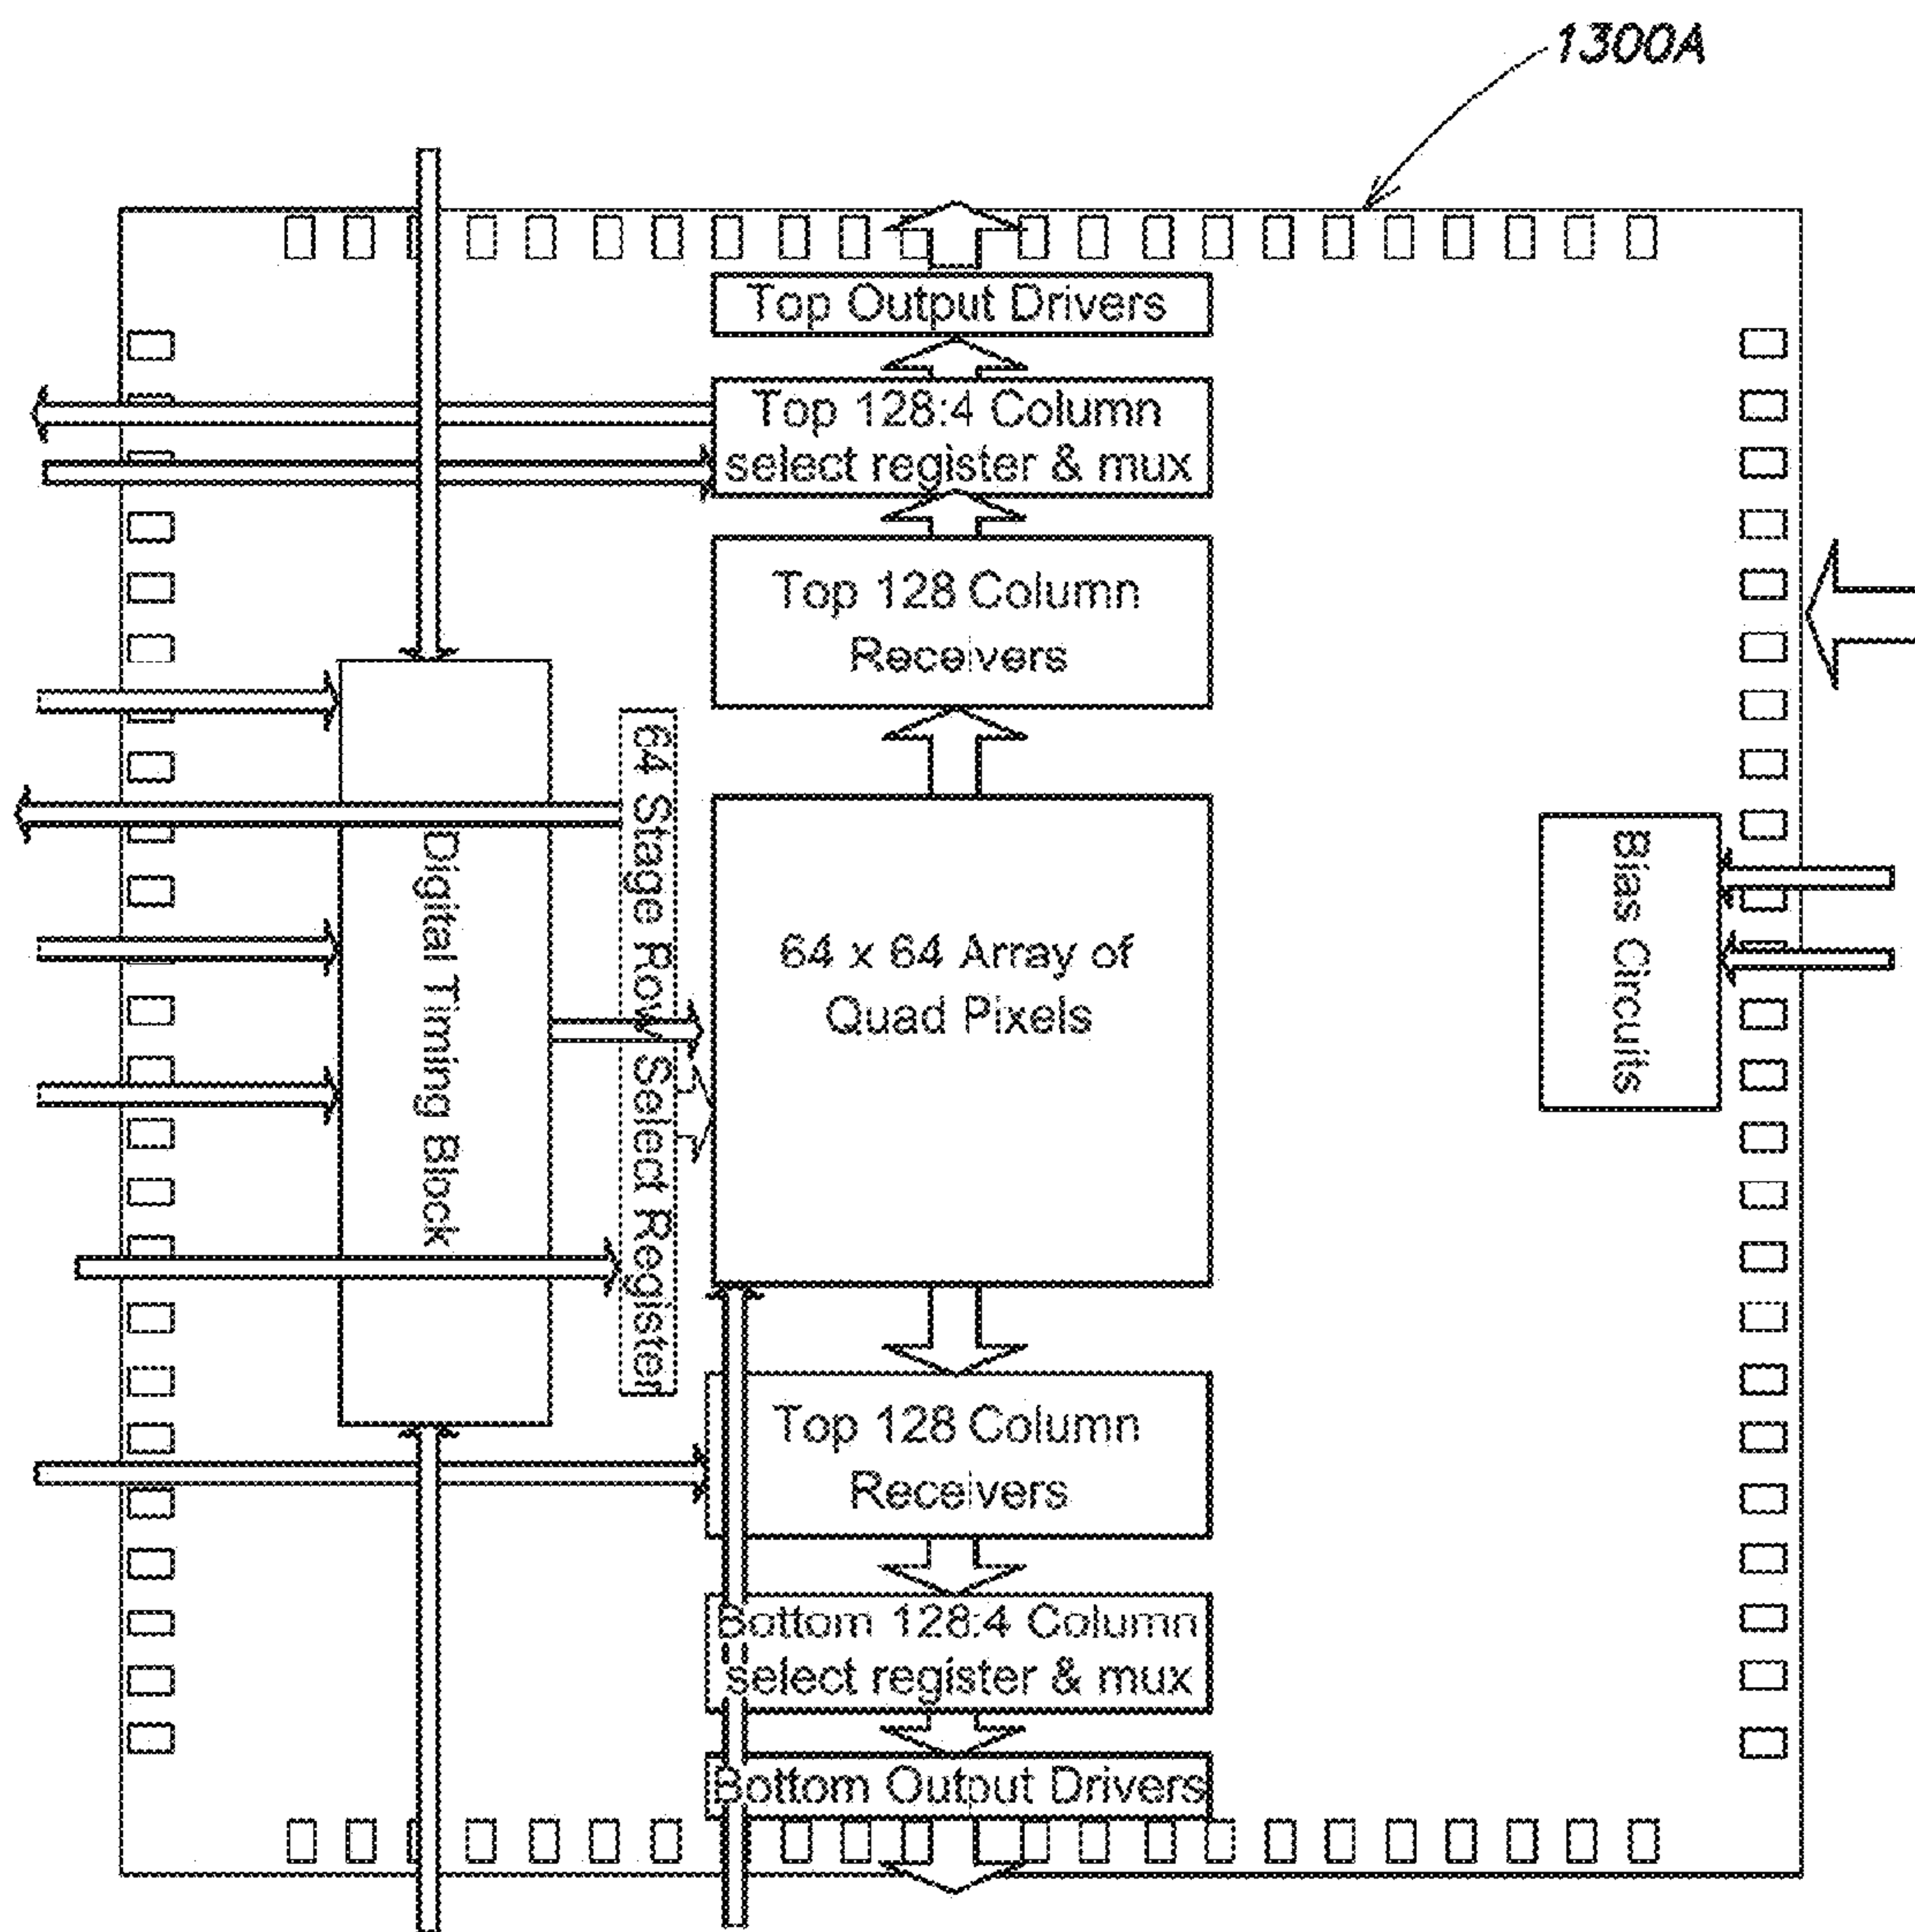 1300A
Top Output Drivers
Top 128:4 Column
select register & mux
Top 128 Column
Receivers
64 Stage Row Select Register
Digital Timing Block
64 x 64 Array of
Quad Pixels
Bias Circuits
Top 128 Column
Receivers
Bottom 128:4 Column
select register & mux
Bottom Output Drivers